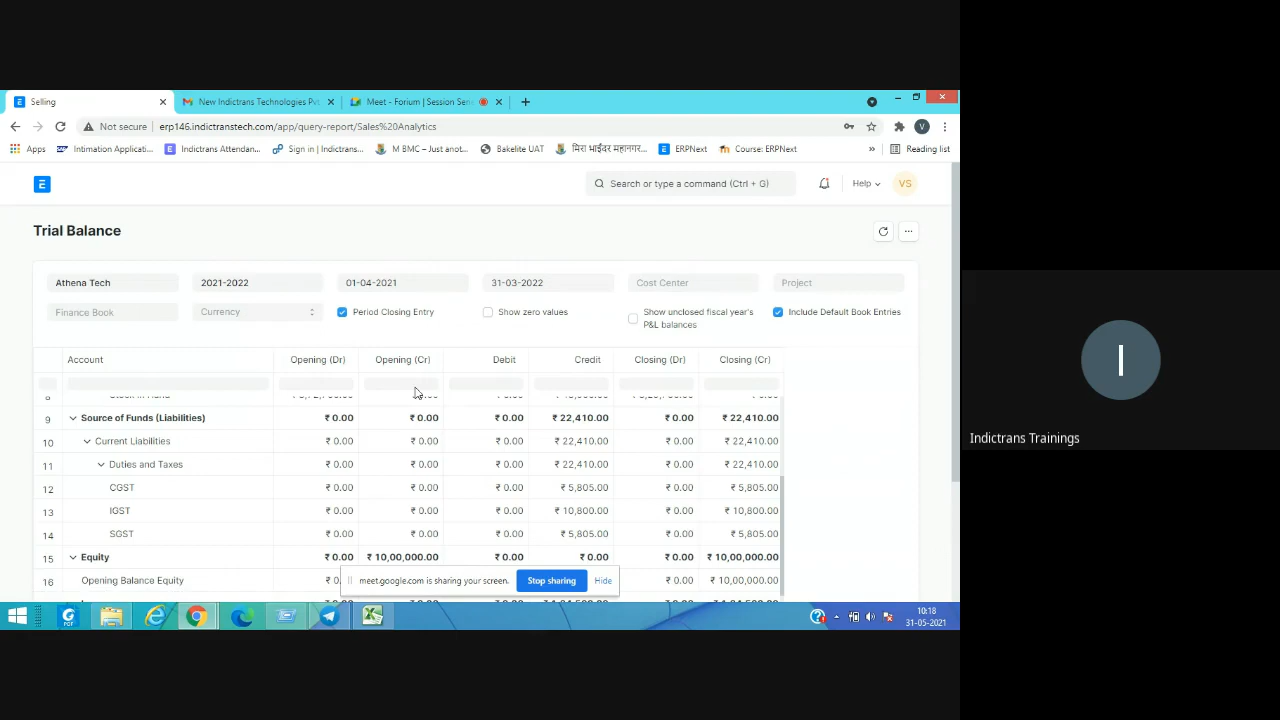 Selling
New Indictrans Technologies Pvt
Meet - Forium | Session Sene
Not secure | erp146.indictranstech.com/app/query-report/Sales%20Analytics
Apps Intimation Applicati... Indictrans Attendan... Sign in | Indictrans... M BMC – Just anot... Bakelite UAT मिरा भाईंदर महानगर... ERPNext Course: ERPNext » Reading list
E Search or type a command (Ctrl + G) Help VS
Trial Balance
Athena Tech 2021-2022 01-04-2021 31-03-2022 Cost Center Project
Finance Book Currency Period Closing Entry Show zero values Show unclosed fiscal year's P&L balances Include Default Book Entries
Account Opening (Dr) Opening (Cr) Debit Credit Closing (Dr) Closing (Cr)
9 Source of Funds (Liabilities) ₹ 0.00 ₹ 0.00 ₹ 0.00 ₹ 22,410.00 ₹ 0.00 ₹ 22,410.00
10 Current Liabilities ₹ 0.00 ₹ 0.00 ₹ 0.00 ₹ 22,410.00 ₹ 0.00 ₹ 22,410.00
11 Duties and Taxes ₹ 0.00 ₹ 0.00 ₹ 0.00 ₹ 22,410.00 ₹ 0.00 ₹ 22,410.00
12 CGST ₹ 0.00 ₹ 0.00 ₹ 0.00 ₹ 5,805.00 ₹ 0.00 ₹ 5,805.00
13 IGST ₹ 0.00 ₹ 0.00 ₹ 0.00 ₹ 10,800.00 ₹ 0.00 ₹ 10,800.00
14 SGST ₹ 0.00 ₹ 0.00 ₹ 0.00 ₹ 5,805.00 ₹ 0.00 ₹ 5,805.00
15 Equity ₹ 0.00 ₹ 10,00,000.00 ₹ 0.00 ₹ 0.00 ₹ 0.00 ₹ 10,00,000.00
16 Opening Balance Equity ₹ 0. ₹ 10,00,000.00
meet.google.com is sharing your screen. Stop sharing Hide
10:18
31-05-2021
I
Indictrans Trainings